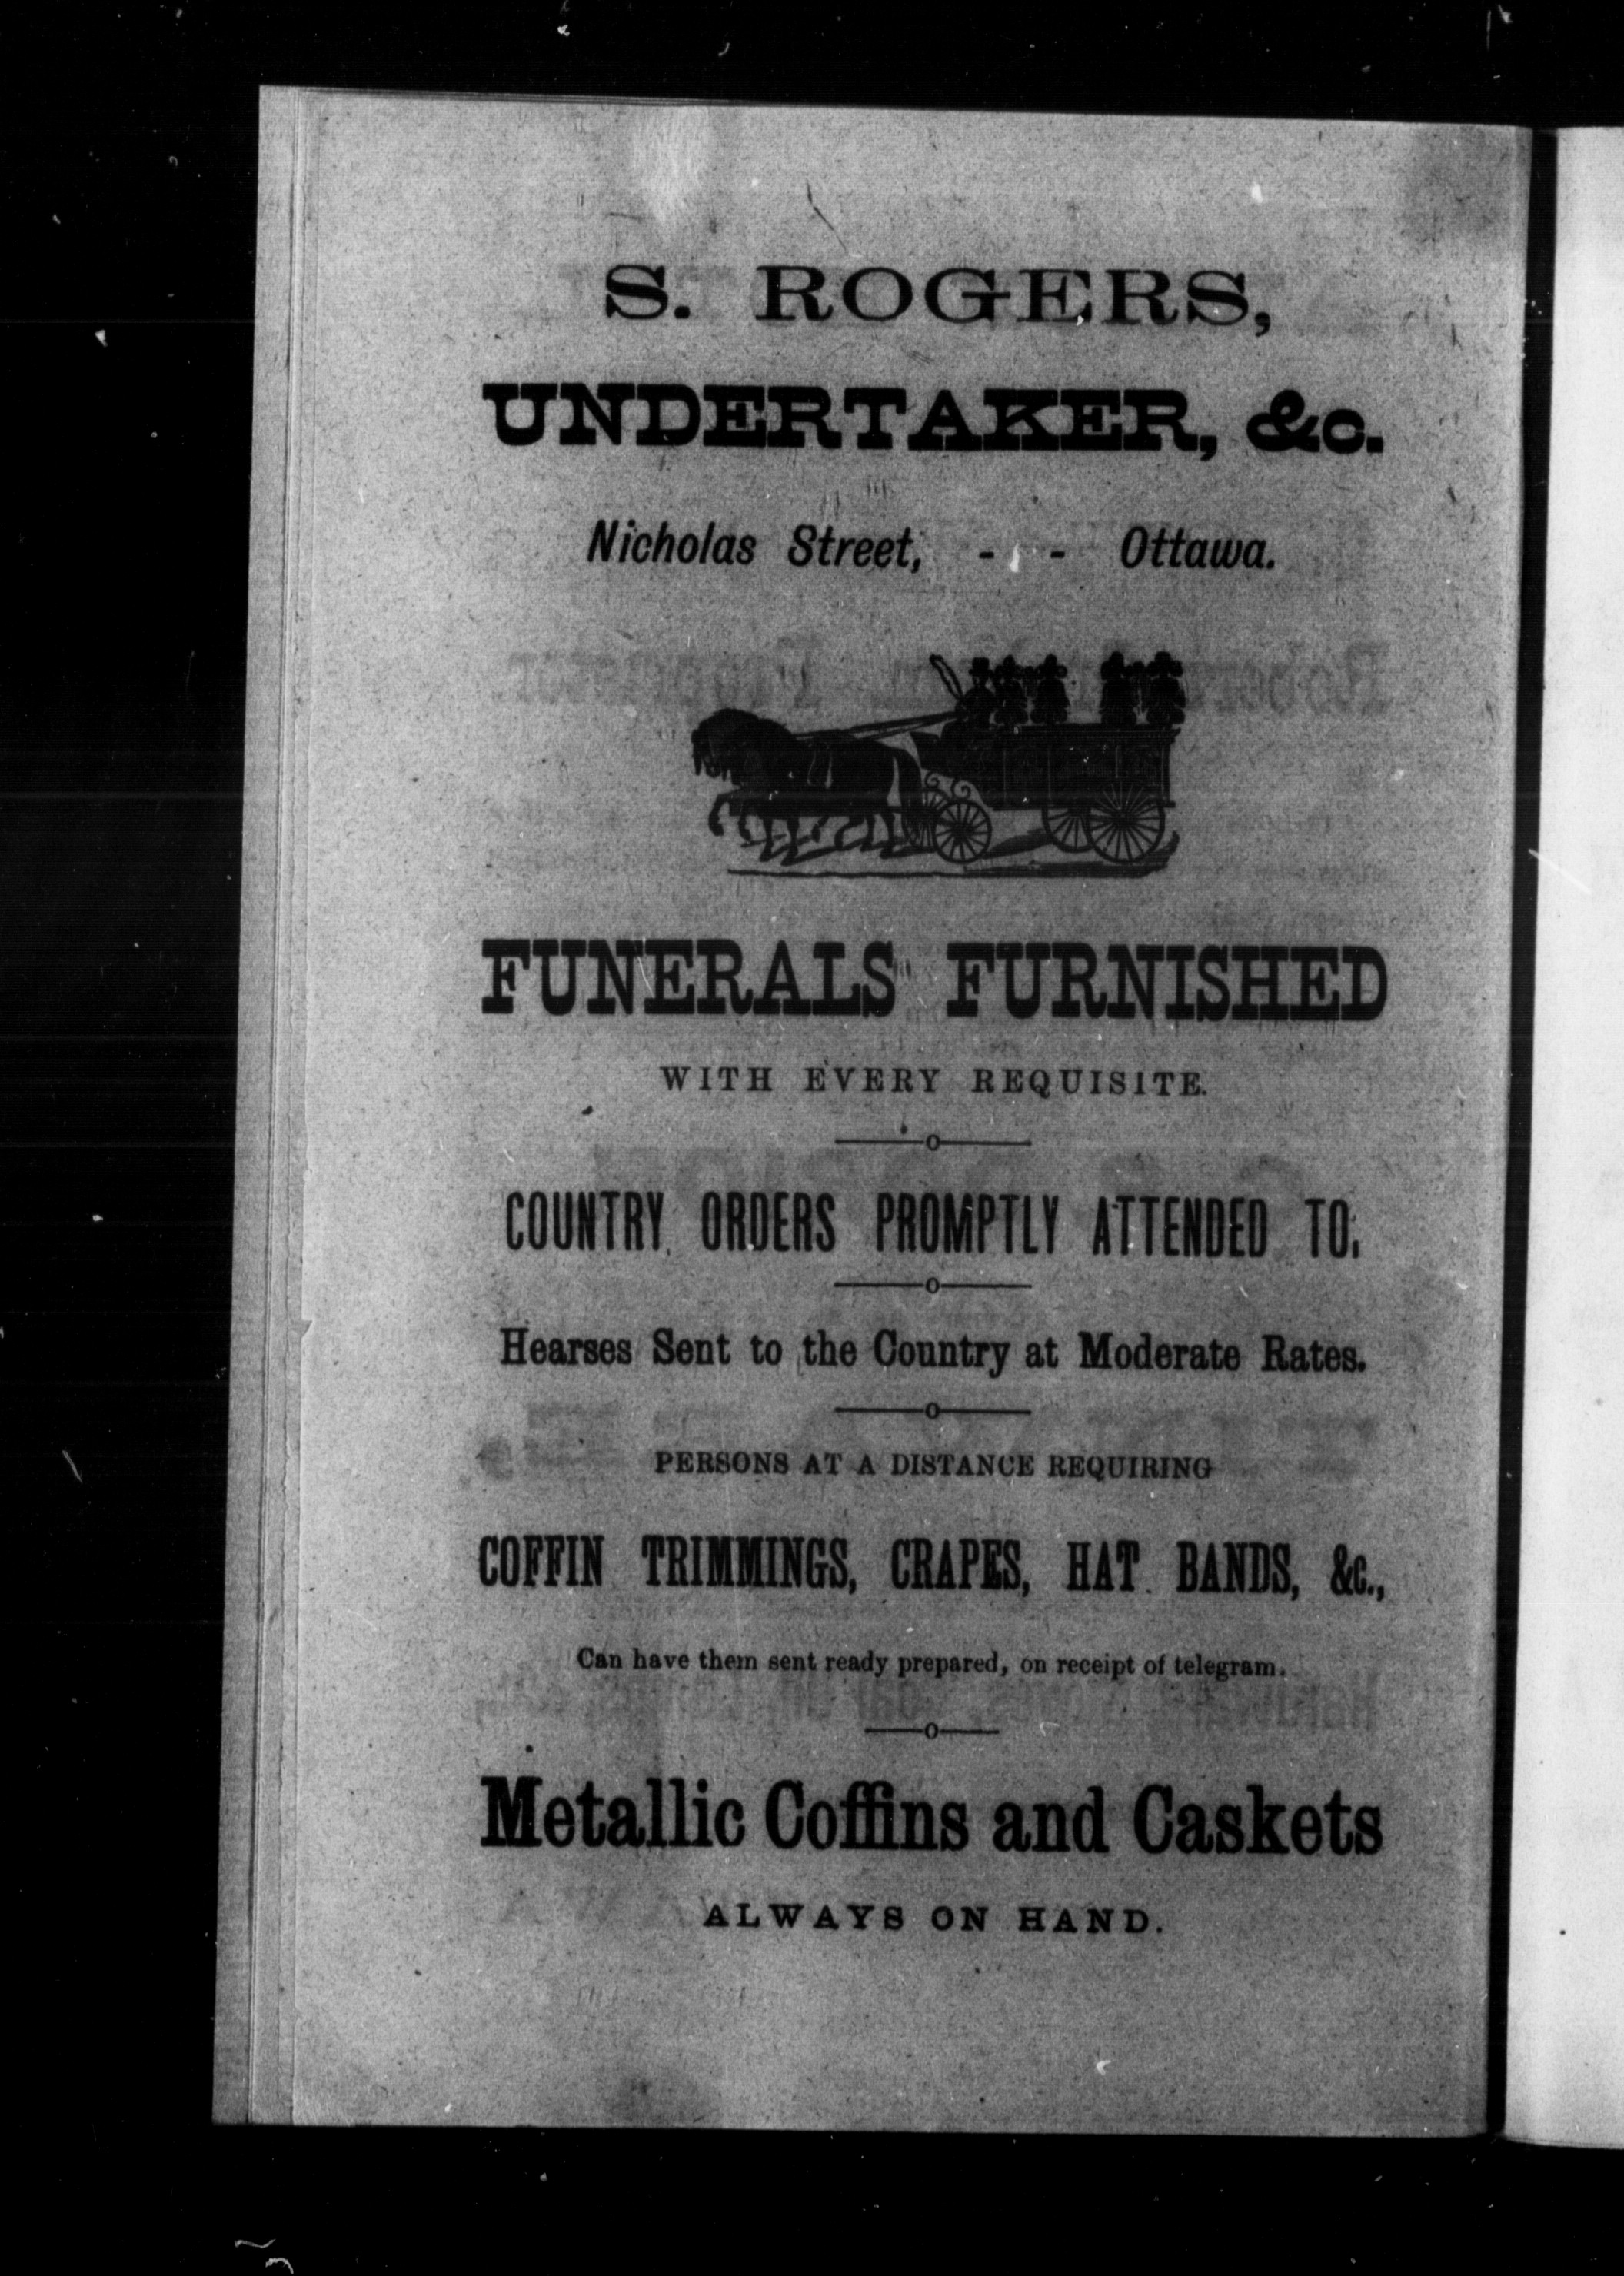 S. ROGERS,
UNDERTAKER, &c.
Nicholas Street, - - Ottawa.
FUNERALS FURNISHED
WITH EVERY REQUISITE.
COUNTRY ORDERS PROMPTLY ATTENDED TO.
Hearses Sent to the Country at Moderate Rates.
PERSONS AT A DISTANCE REQUIRING
COFFIN TRIMMINGS, CRAPES, HAT BANDS, &c.,
Can have them sent ready prepared, on receipt of telegram.
Metallic Coffins and Caskets
ALWAYS ON HAND.